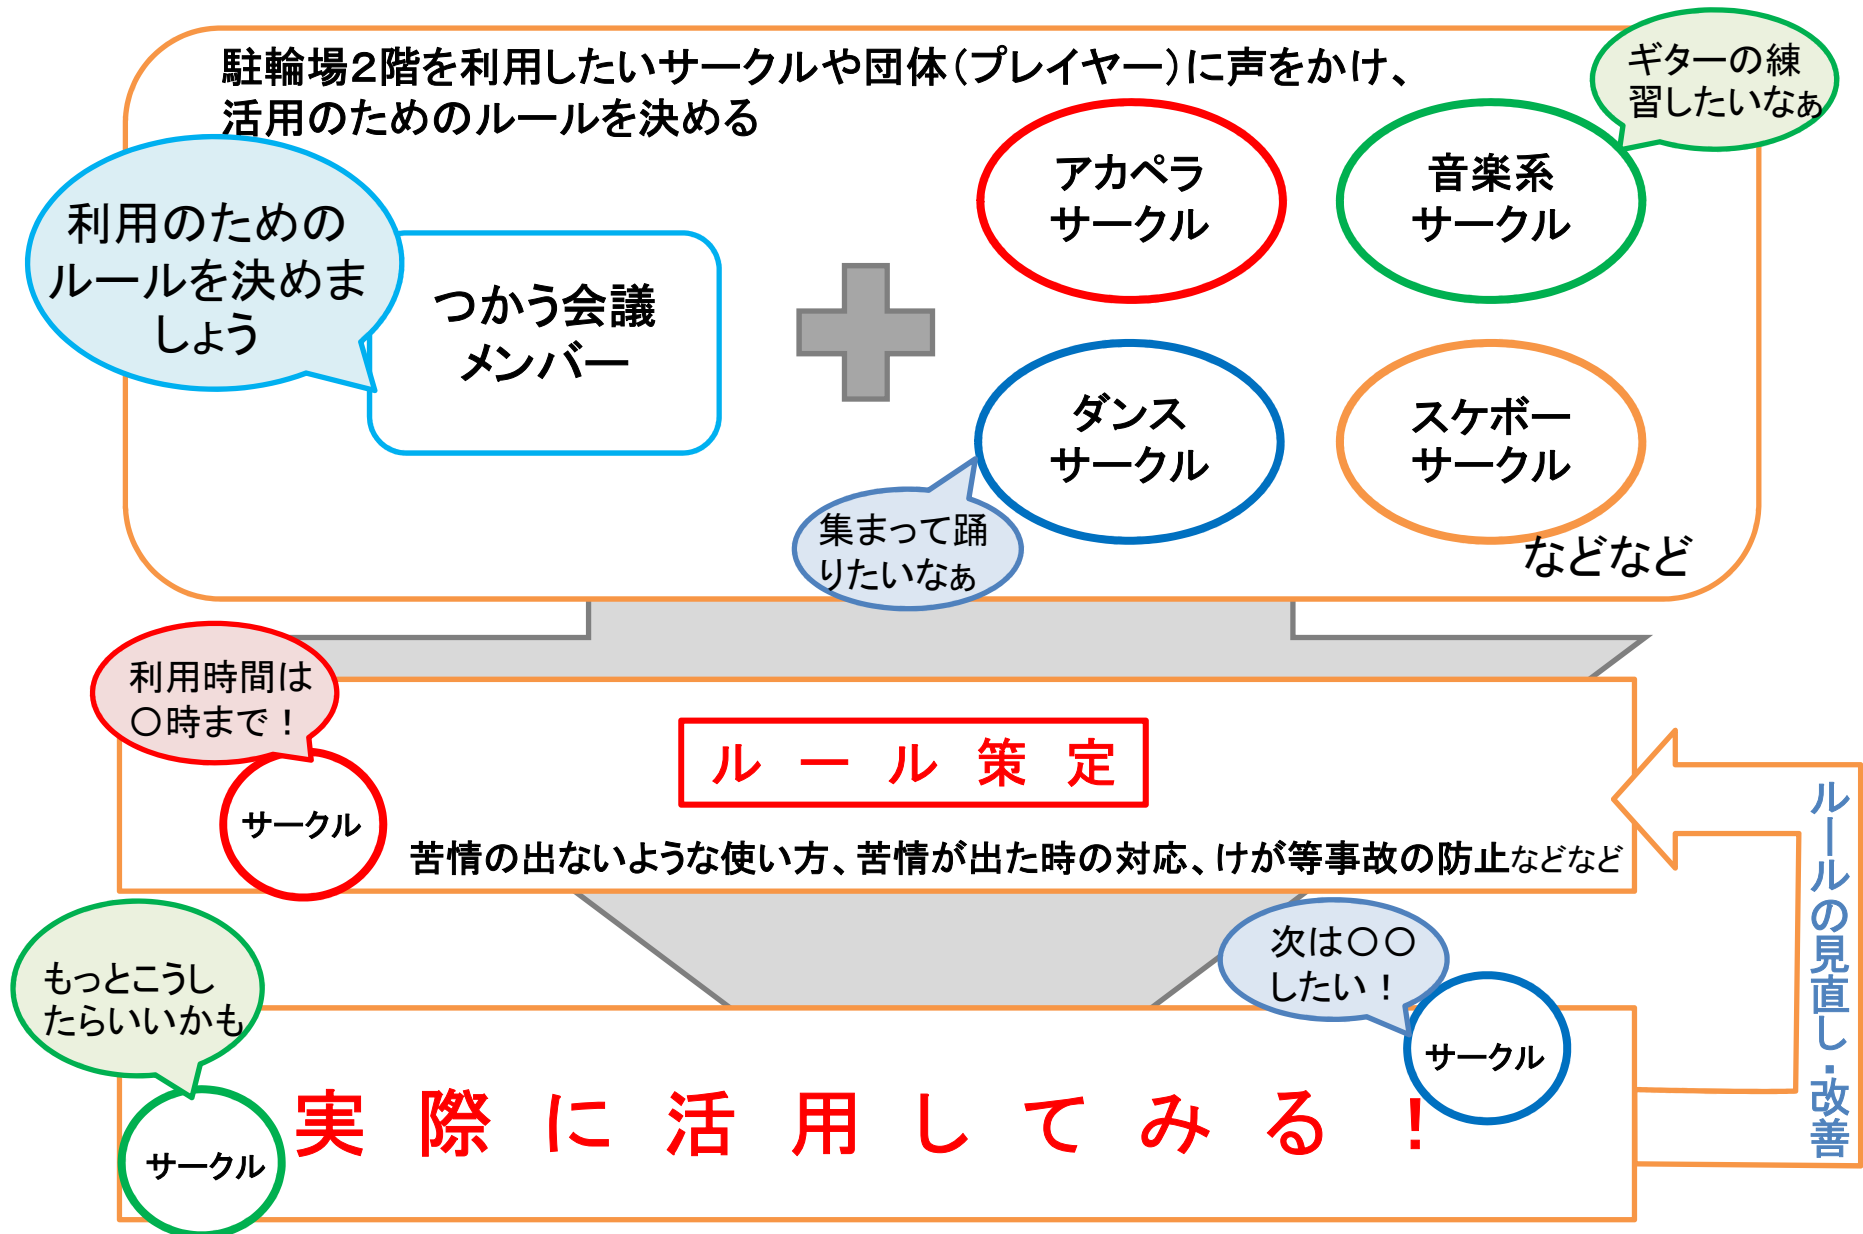 駐輪場２階を利用したいサークルや団体（プレイヤー）に声をかけ、
活用のためのルールを決める
ギターの練
習したいなぁ
利用のための
ルールを決めま
しょう
つかう会議
メンバー
アカペラ
サークル
音楽系
サークル
ダンス
サークル
スケボー
サークル
集まって踊
りたいなぁ
などなど
利用時間は
〇時まで！
サークル
ルール策定
苦情の出ないような使い方、苦情が出た時の対応、けが等事故の防止などなど
ルールの見直し・改善
もっとこうし
たらいいかも
サークル
次は〇〇
したい！
サークル
実際に活用してみる！